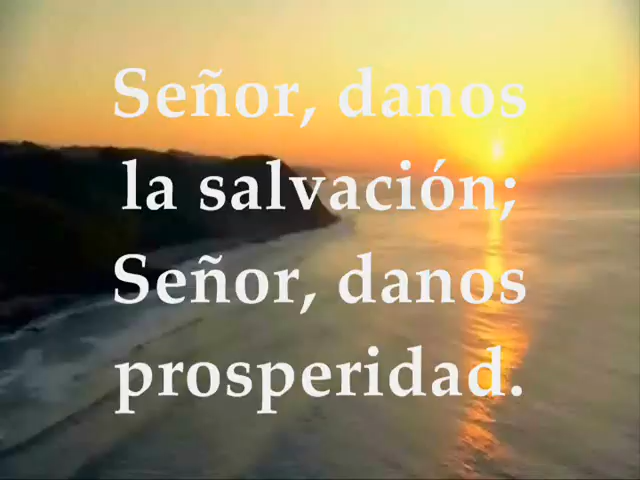 Señor, danos
la salvación;
Señor, danos
prosperidad.